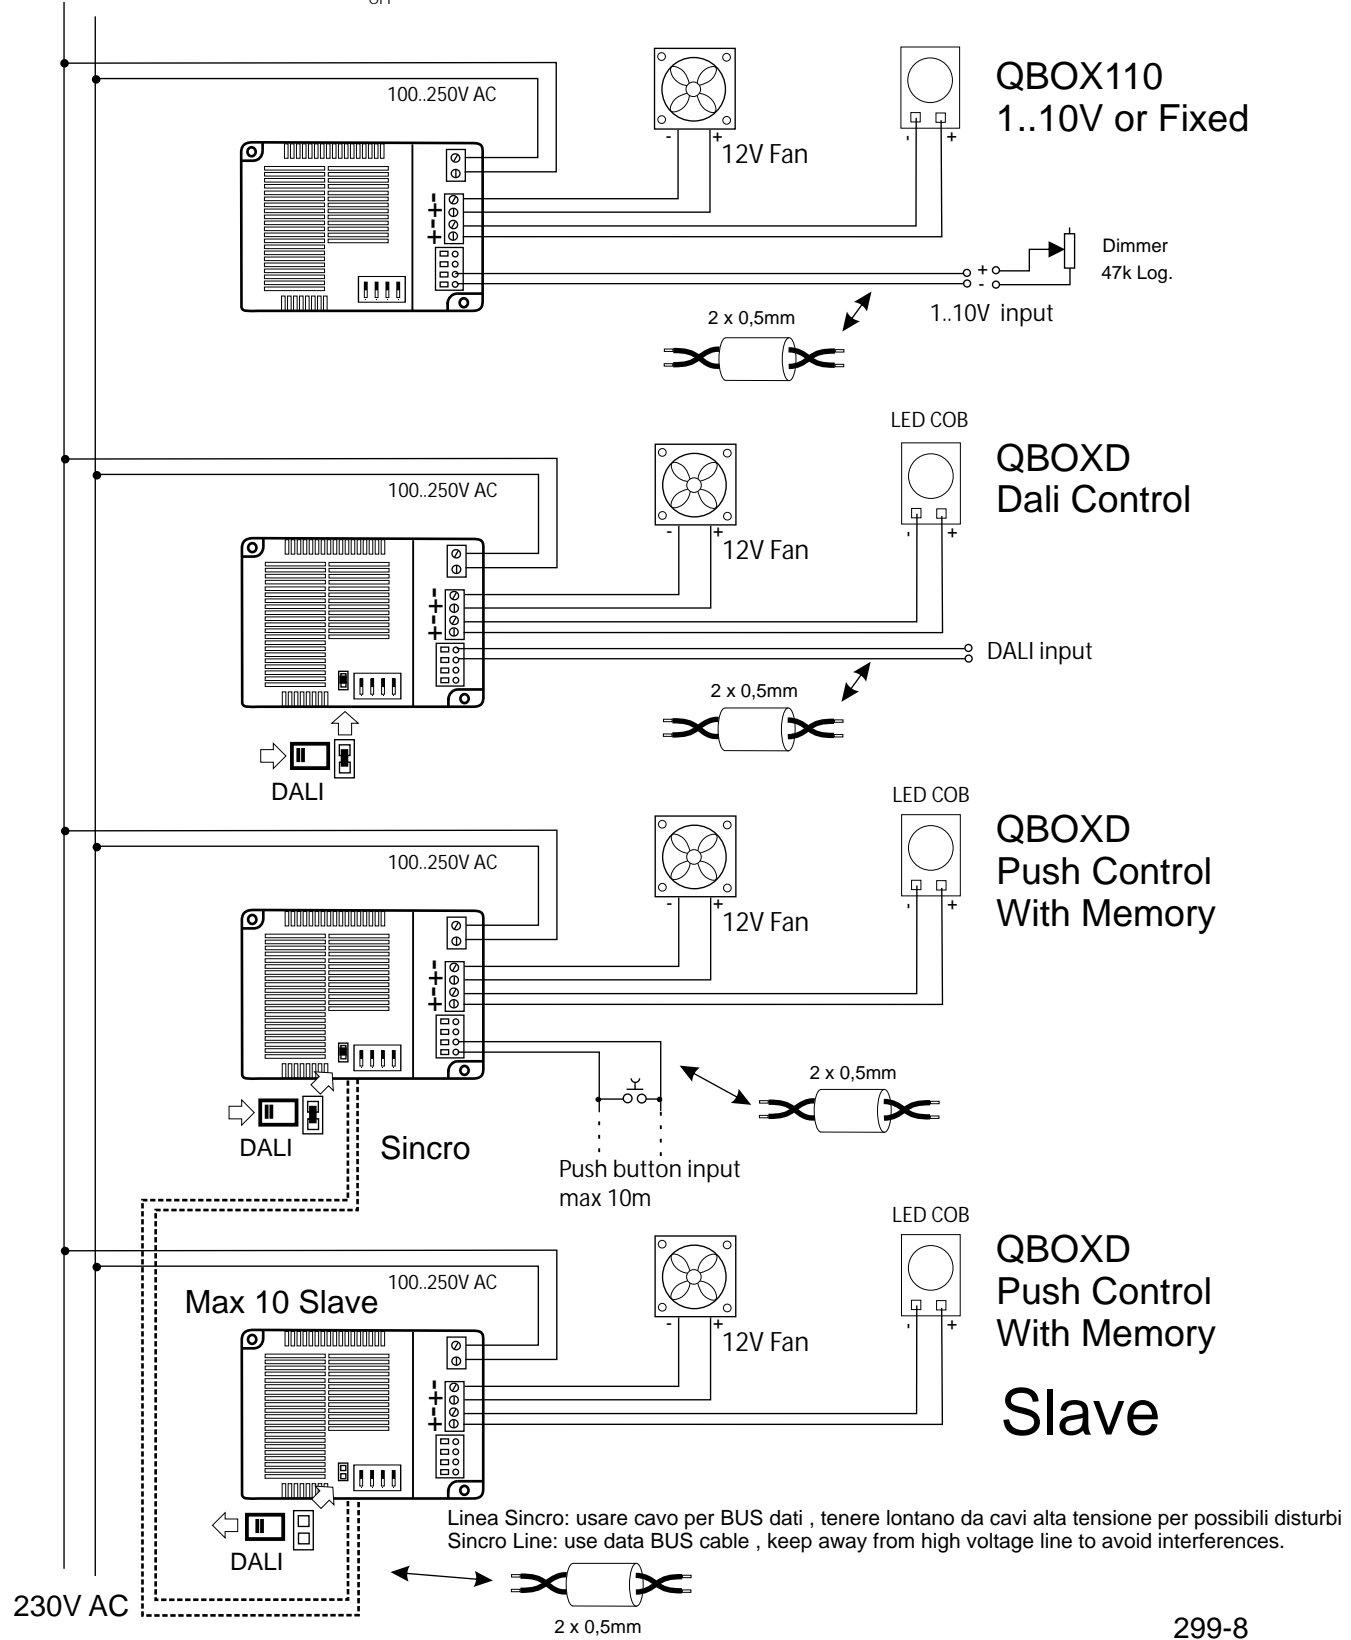 100..250V AC
QBOX110
1..10V or Fixed
-
+
12V Fan
-
+
-
+
-
+
Dimmer
47k Log.
+
-
1..10V input
2 x 0,5mm
LED COB
QBOXD
Dali Control
100..250V AC
-
+
12V Fan
-
+
-
+
-
+
DALI input
2 x 0,5mm
DALI
LED COB
QBOXD
Push Control
With Memory
100..250V AC
-
+
12V Fan
-
+
-
+
-
+
2 x 0,5mm
DALI
Sincro
Push button input
max 10m
LED COB
QBOXD
Push Control
With Memory
Slave
100..250V AC
Max 10 Slave
-
+
12V Fan
-
+
-
+
-
+
Linea Sincro: usare cavo per BUS dati , tenere lontano da cavi alta tensione per possibili disturbi
Sincro Line: use data BUS cable , keep away from high voltage line to avoid interferences.
DALI
230V AC
2 x 0,5mm
299-8